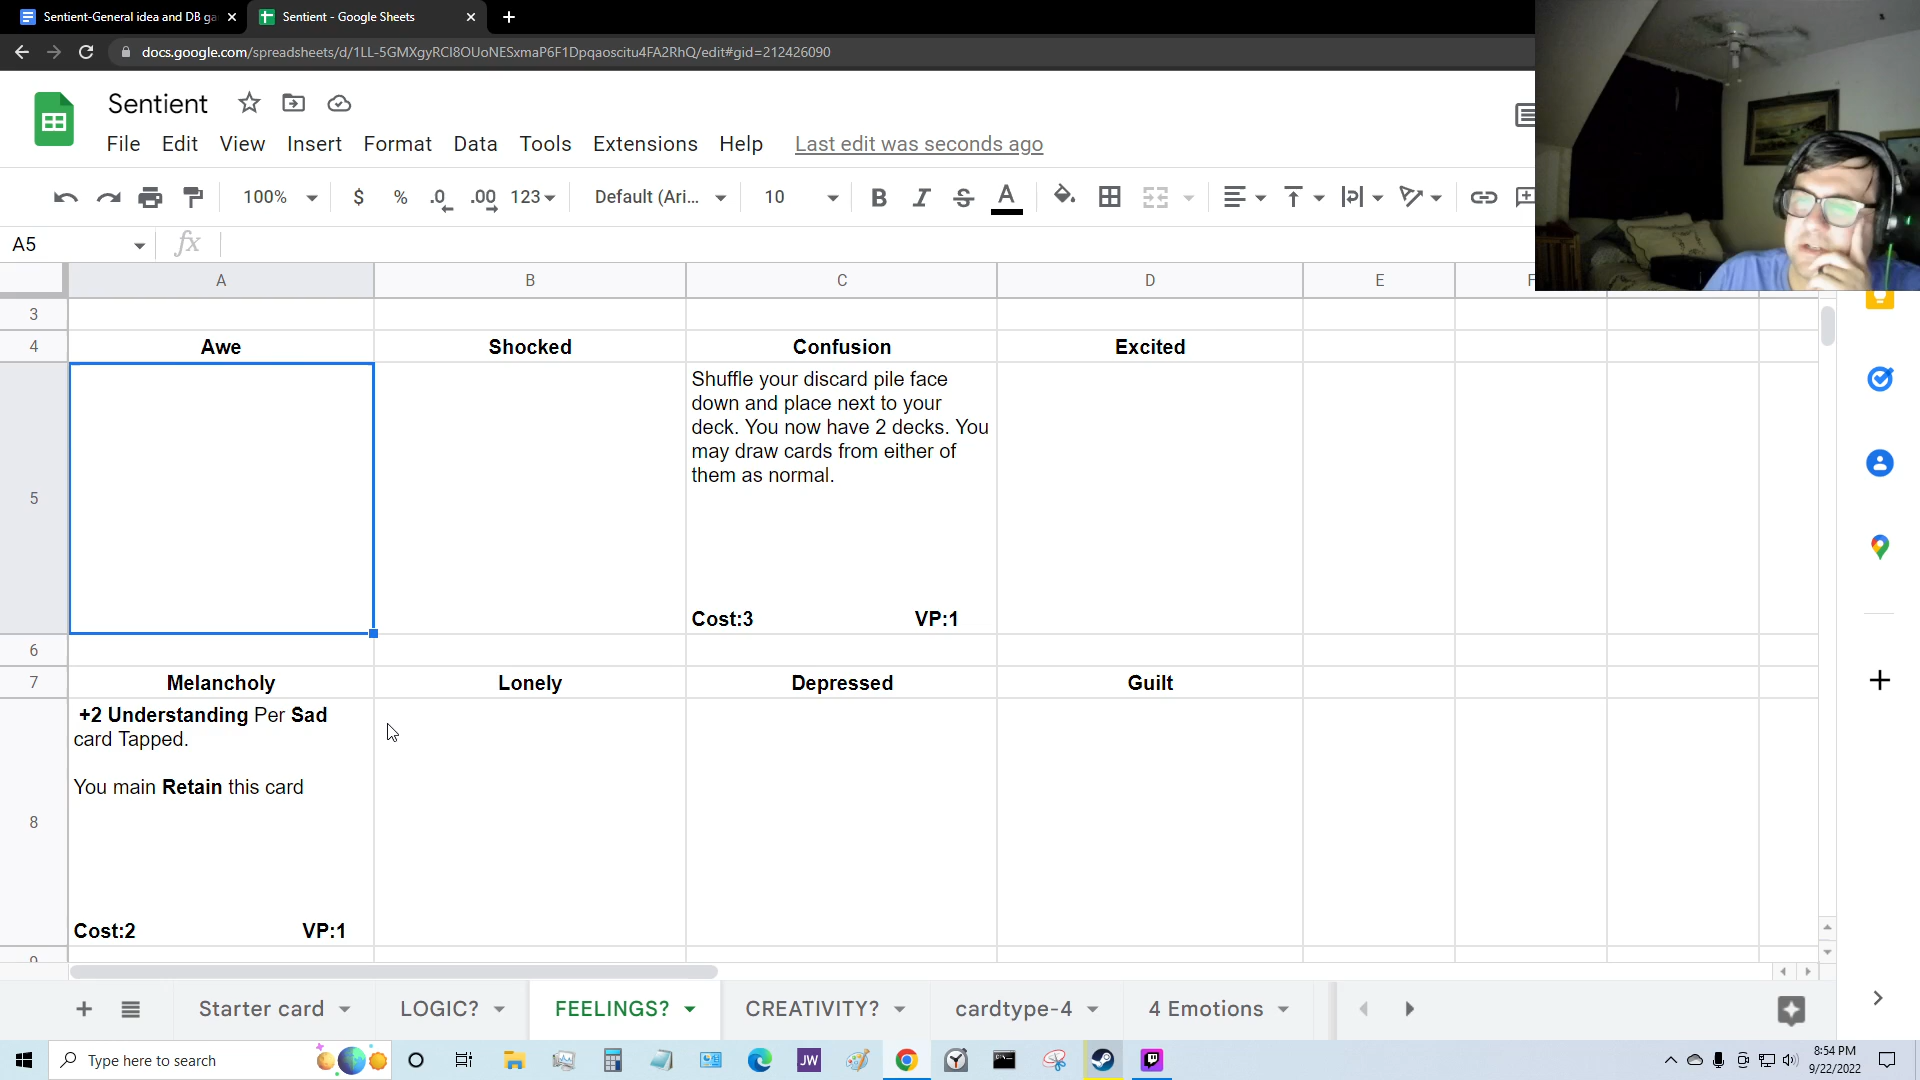 Sentient-General idea and DB ga
Sentient - Google Sheets
docs.google.com/spreadsheets/d/1LL-5GMXgyRCI8OUoNESxmaP6F1Dpqaoscitu4FA2RhQ/edit#gid=212426090
Sentient
File Edit View Insert Format Data Tools Extensions Help Last edit was seconds ago
100% $ % .0 .00 123 Default (Ari... 10 B I S A
A5 fx
A B C D E F
3
4 Awe Shocked Confusion Excited
Shuffle your discard pile face
down and place next to your
deck. You now have 2 decks. You
may draw cards from either of
them as normal.
5
Cost:3 VP:1
6
7 Melancholy Lonely Depressed Guilt
+2 Understanding Per Sad
card Tapped.
You main Retain this card
8
Cost:2 VP:1
9
Starter card LOGIC? FEELINGS? CREATIVITY? cardtype-4 4 Emotions
Type here to search
JW
8:54 PM
9/22/2022